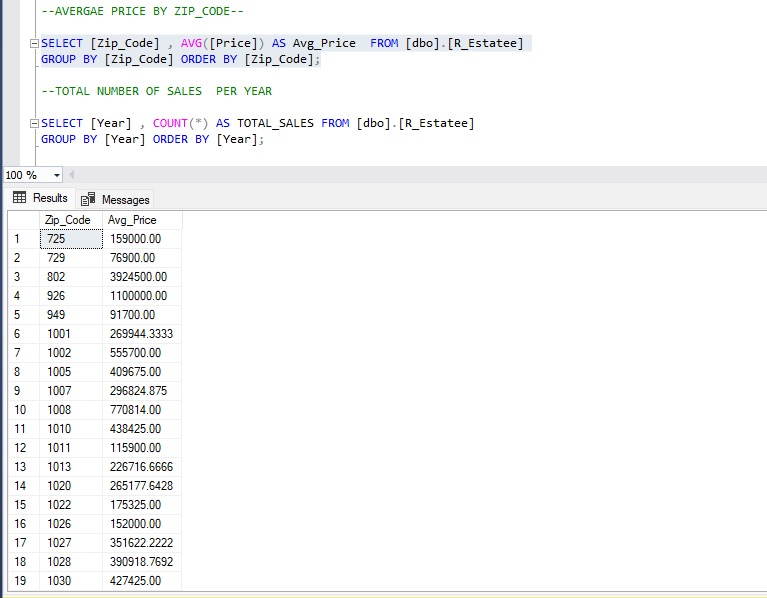 --AVERGAE PRICE BY ZIP_CODE--
SELECT [Zip_Code] , AVG([Price]) AS Avg_Price  FROM [dbo].[R_Estatee]
GROUP BY [Zip_Code] ORDER BY [Zip_Code];
--TOTAL NUMBER OF SALES  PER YEAR
SELECT [Year] , COUNT(*) AS TOTAL_SALES FROM [dbo].[R_Estatee]
GROUP BY [Year] ORDER BY [Year];
100 %
Results Messages
Zip_Code Avg_Price
1 725 159000.00
2 729 76900.00
3 802 3924500.00
4 926 1100000.00
5 949 91700.00
6 1001 269944.3333
7 1002 555700.00
8 1005 409675.00
9 1007 296824.875
10 1008 770814.00
11 1010 438425.00
12 1011 115900.00
13 1013 226716.6666
14 1020 265177.6428
15 1022 175325.00
16 1026 152000.00
17 1027 351622.2222
18 1028 390918.7692
19 1030 427425.00